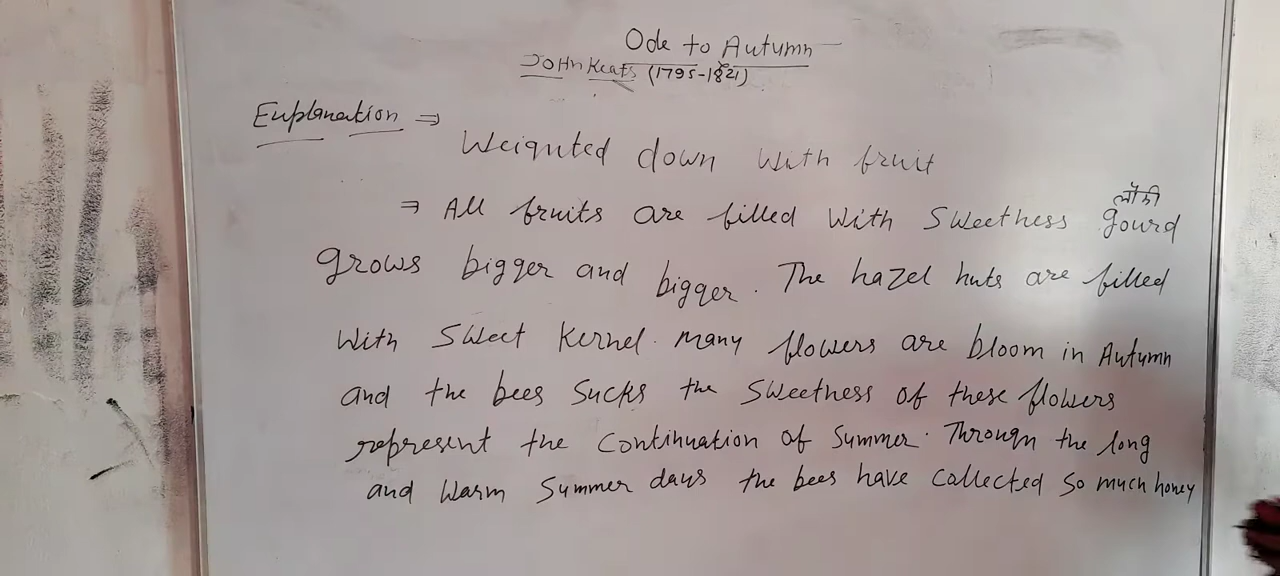 Ode to Autumn
John Keats (1795-1821)
Explanation ⇒
Weignted down with fruit
⇒ All fruits are filled with Sweetness gourd
लौकी
grows bigger and bigger. The hazel nuts are filled
with sweet kernel. many flowers are bloom in Autumn
and the bees sucks the sweetness of these flowers
represent the continuation of summer. Through the long
and warm summer days the bees have collected so much honey